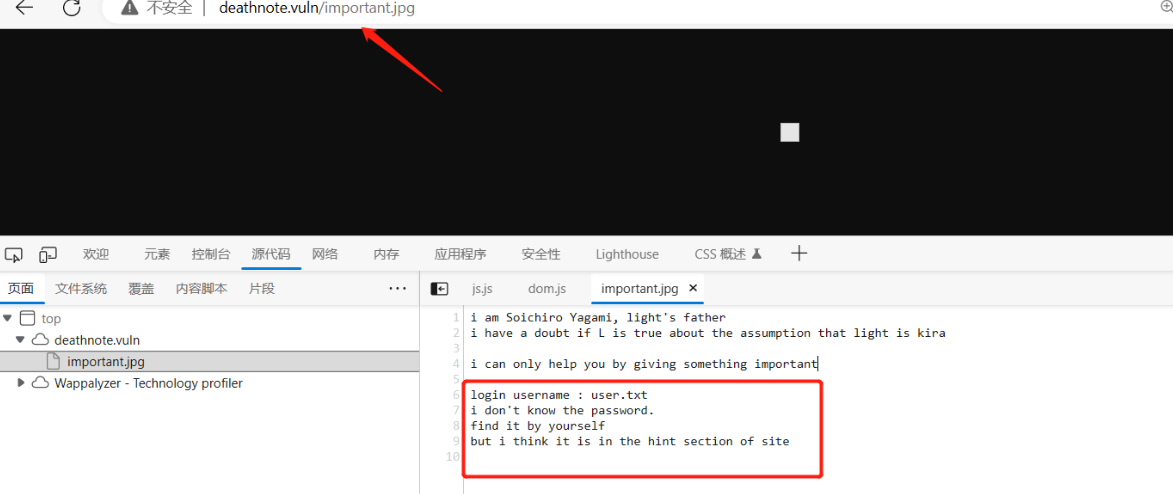 不安全 deathnote.vuln/important.jpg
欢迎 元素 控制台 源代码 网络 内存 应用程序 安全性 Lighthouse CSS 概述
页面 文件系统 覆盖 内容脚本 片段 ... js.js dom.js important.jpg ×
top
deathnote.vuln
important.jpg
Wappalyzer - Technology profiler
1 i am Soichiro Yagami, light's father
2 i have a doubt if L is true about the assumption that light is kira
3
4 i can only help you by giving something important
5
6 login username : user.txt
7 i don't know the password.
8 find it by yourself
9 but i think it is in the hint section of site
10